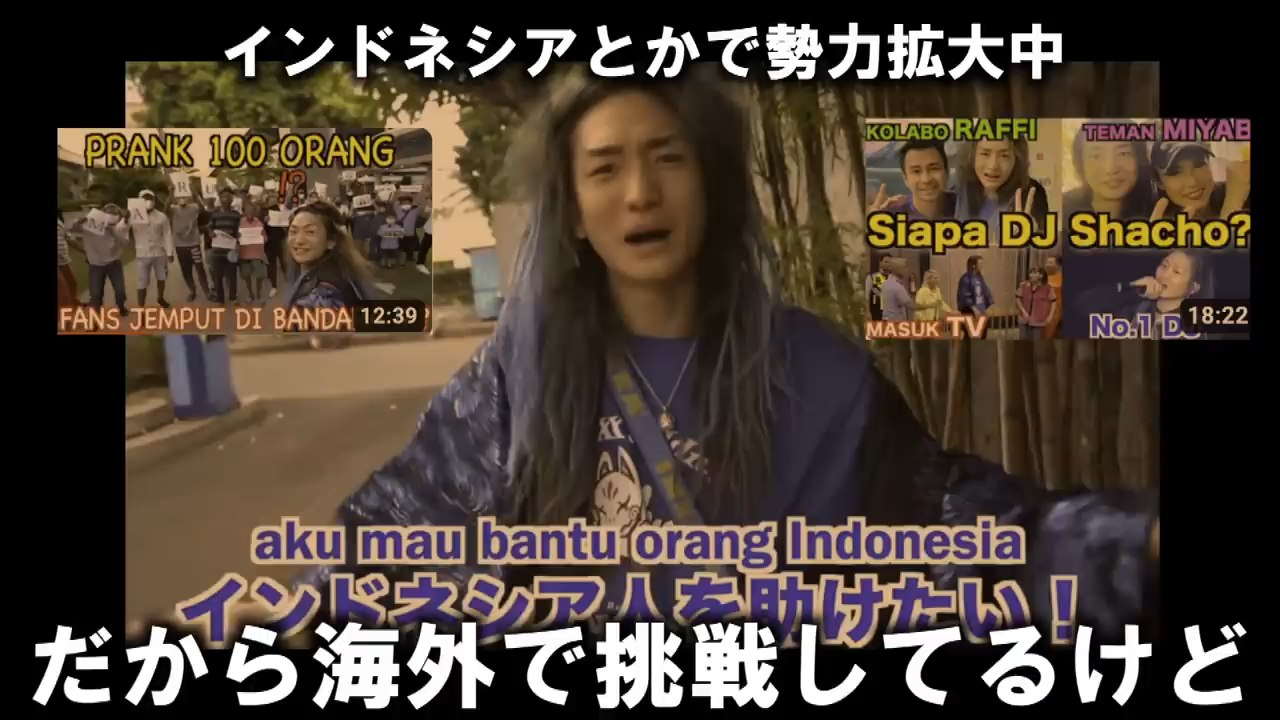 インドネシアとかで勢力拡大中
PRANK 100 ORANG
!?
FANS JEMPUT DI BANDA
12:39
KOLABO RAFFI
TEMAN MIYAB
Siapa DJ Shacho?
MASUK TV
No.1 DJ
18:22
aku mau bantu orang Indonesia
インドネシア人を助けたい!
だから海外で挑戦してるけど